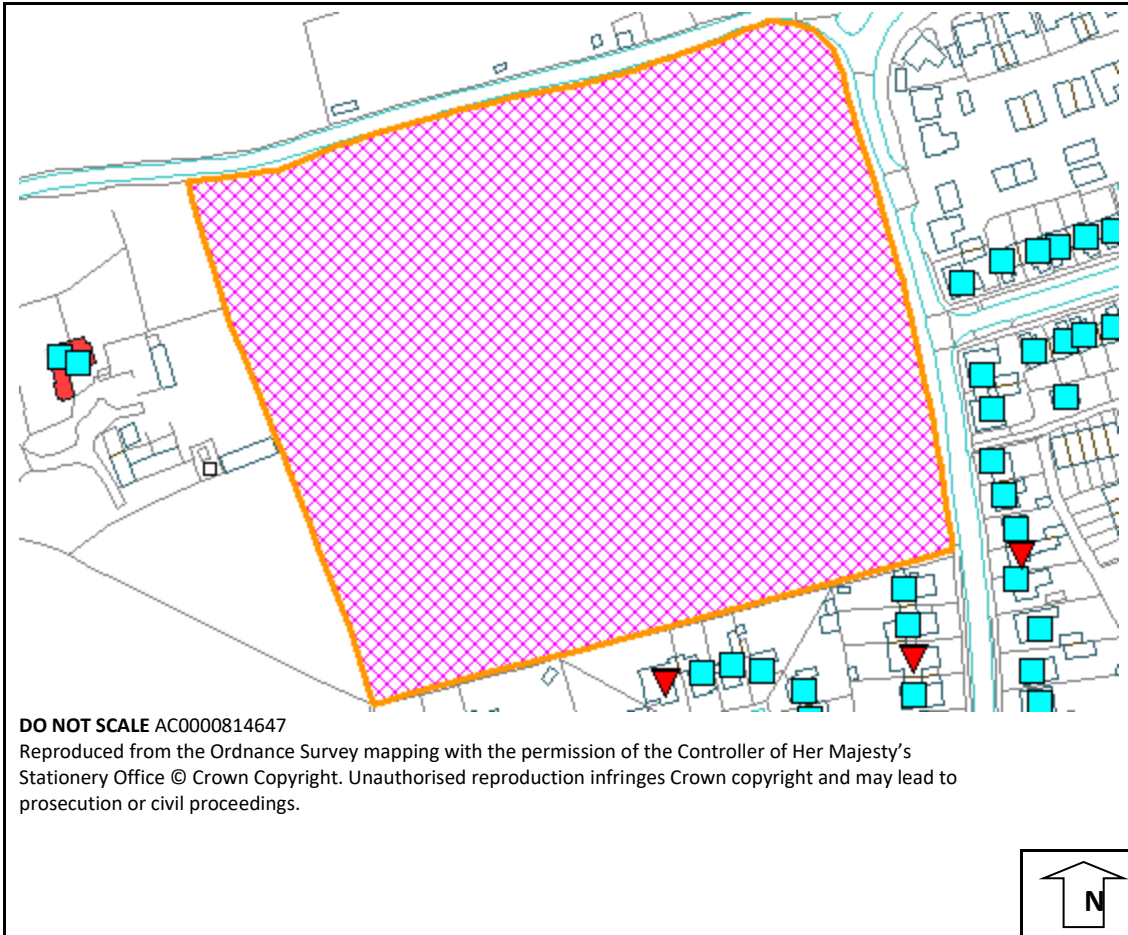 DO NOT SCALE AC0000814647
Reproduced from the Ordnance Survey mapping with the permission of the Controller of Her Majesty’s
Stationery Office © Crown Copyright. Unauthorised reproduction infringes Crown copyright and may lead to
prosecution or civil proceedings.
N